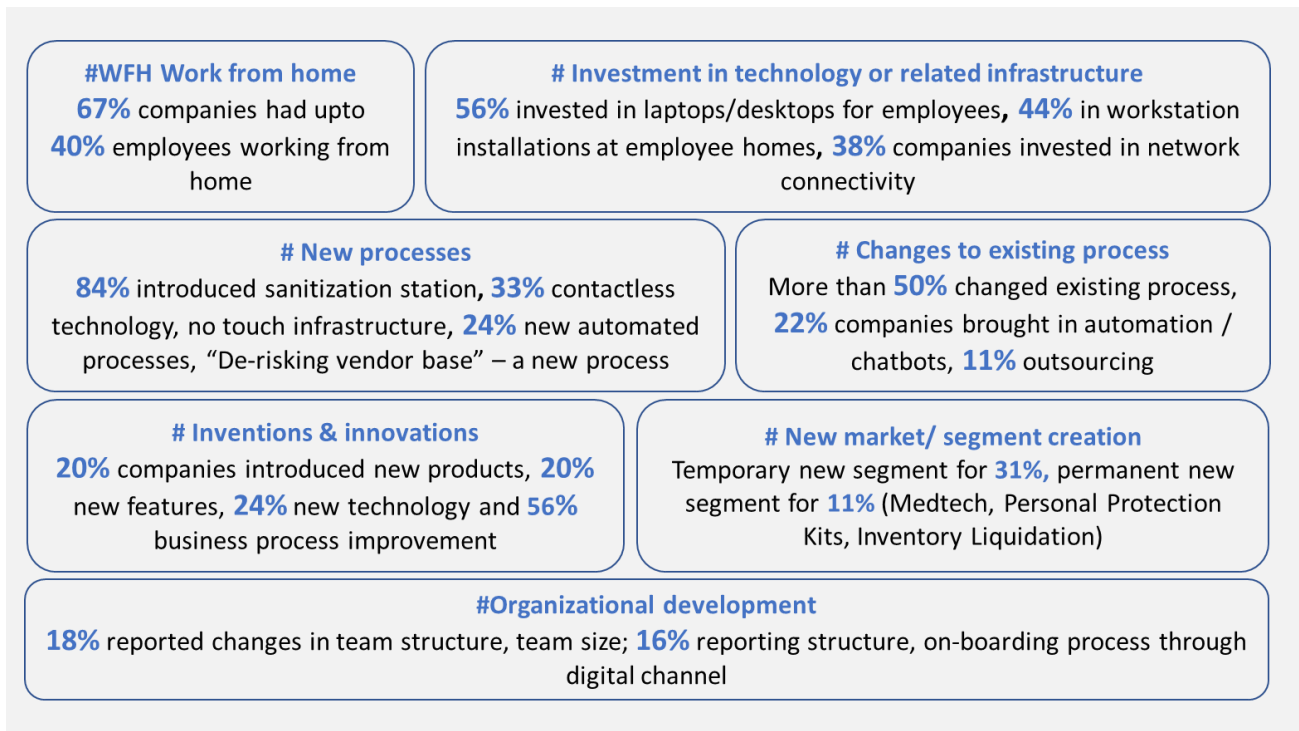 #WFH Work from home
67% companies had upto
40% employees working from
home
# Investment in technology or related infrastructure
56% invested in laptops/desktops for employees, 44% in workstation
installations at employee homes, 38% companies invested in network
connectivity
# New processes
84% introduced sanitization station, 33% contactless
technology, no touch infrastructure, 24% new automated
processes, “De-risking vendor base” – a new process
# Changes to existing process
More than 50% changed existing process,
22% companies brought in automation /
chatbots, 11% outsourcing
# Inventions & innovations
20% companies introduced new products, 20%
new features, 24% new technology and 56%
business process improvement
# New market/ segment creation
Temporary new segment for 31%, permanent new
segment for 11% (Medtech, Personal Protection
Kits, Inventory Liquidation)
#Organizational development
18% reported changes in team structure, team size; 16% reporting structure, on-boarding process through
digital channel